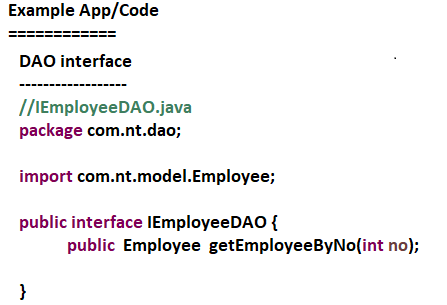 Example App/Code
============
DAO interface
------------------
//IEmployeeDAO.java
package com.nt.dao;
import com.nt.model.Employee;
public interface IEmployeeDAO {
public Employee getEmployeeByNo(int no);
}